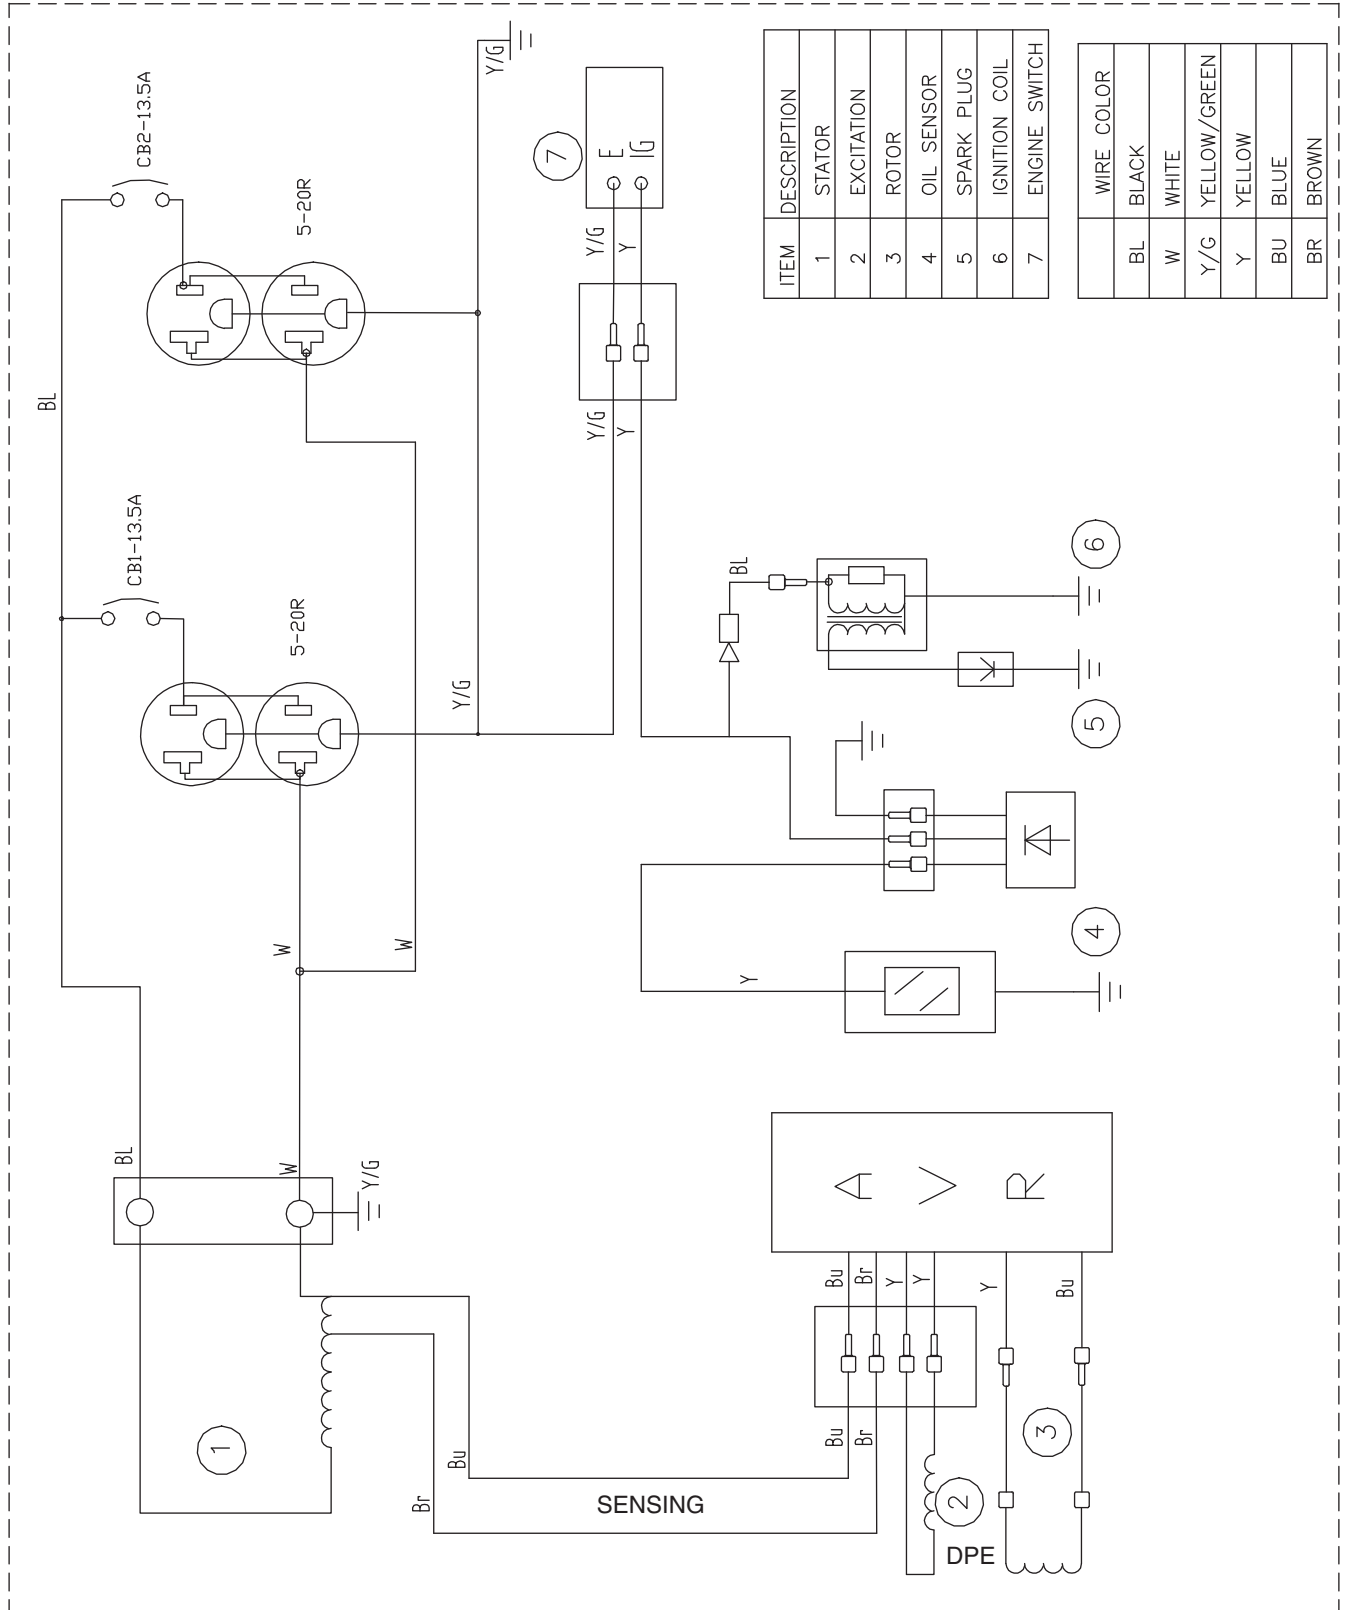 CB2-13.5A
5-20R
BL
Y/G
7
E
IG
Y/G
Y
Y/G
Y
CB1-13.5A
5-20R
Y/G
W
W
BL
W
Y/G
1
Br
Bu
SENSING
BL
6
5
Y
4
AVR
Bu
Br
Y
Y
Y
Bu
Bu
Br
2
DPE
3
ITEM DESCRIPTION
1 STATOR
2 EXCITATION
3 ROTOR
4 OIL SENSOR
5 SPARK PLUG
6 IGNITION COIL
7 ENGINE SWITCH
WIRE COLOR
BL BLACK
W WHITE
Y/G YELLOW/GREEN
Y YELLOW
BU BLUE
BR BROWN